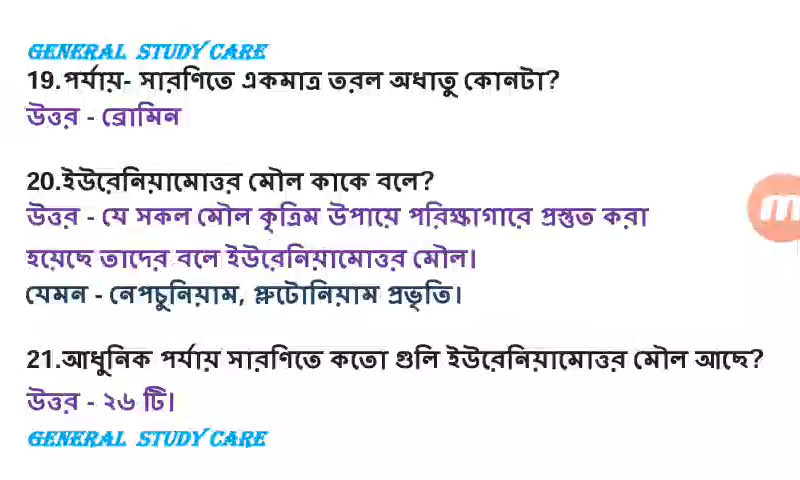 GENERAL STUDY CARE
19.পর্যায়- সারণিতে একমাত্র তরল অধাতু কোনটা?
উত্তর - ব্রোমিন
20.ইউরেনিয়ামোত্তর মৌল কাকে বলে?
উত্তর - যে সকল মৌল কৃত্রিম উপায়ে পরিক্ষাগারে প্রস্তুত করা
হয়েছে তাদের বলে ইউরেনিয়ামোত্তর মৌল।
যেমন - নেপচুনিয়াম, প্লুটোনিয়াম প্রভৃতি।
21.আধুনিক পর্যায় সারণিতে কতো গুলি ইউরেনিয়ামোত্তর মৌল আছে?
উত্তর - ২৬ টি।
GENERAL STUDY CARE